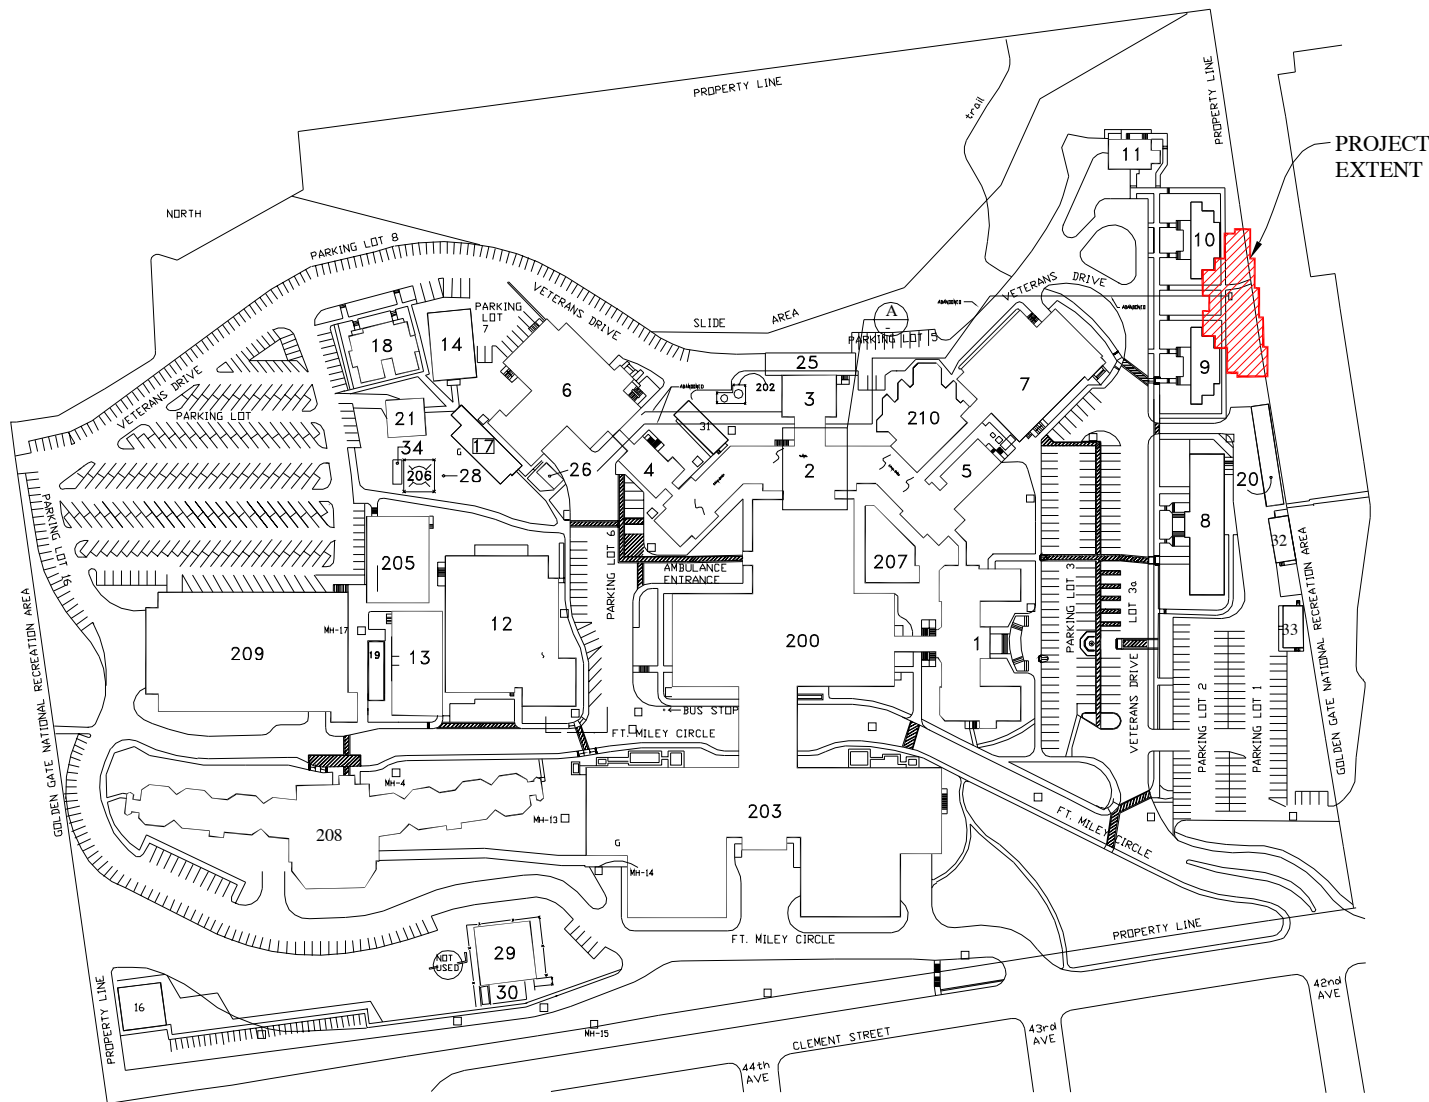 PROPERTY LINE
PROPERTY LINE
trail
PROJECT
EXTENT
11
NORTH
PARKING LOT 8
10
VETERANS DRIVE
ABANDONED
ABANDONED
PARKING
LOT
7
VETERANS DRIVE
SLIDE
AREA
A
-
PARKING LOT 5
18
14
25
9
6
7
VETERANS DRIVE
PARKING LOT
ABANDONED
202
3
210
21
31
17
G
34
206
28
26
4
2
5
20
8
PARKING LOT 16
32
205
PARKING LOT 6
AMBULANCE
ENTRANCE
207
PARKING LOT 3
LOT 3a
GOLDEN GATE NATIONAL RECREATION AREA
GOLDEN GATE NATIONAL RECREATION AREA
33
MH-17
12
209
19
13
200
1
VETERANS DRIVE
PARKING LOT 2
PARKING LOT 1
BUS STOP
FT. MILEY CIRCLE
MH-4
MH-13
208
203
G
MH-14
FT. MILEY CIRCLE
FT. MILEY CIRCLE
PROPERTY LINE
NOT
USED
29
30
16
PROPERTY LINE
MH-15
CLEMENT STREET
44th
AVE
43rd
AVE
42nd
AVE